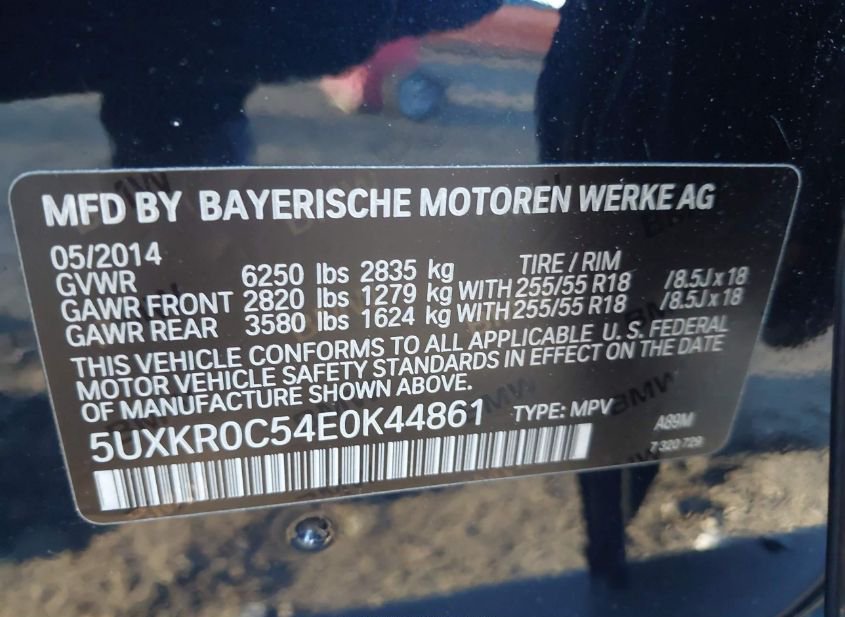 MFD BY BAYERISCHE MOTOREN WERKE AG
05/2014
GVWR 6250 lbs 2835 kg TIRE / RIM
GAWR FRONT 2820 lbs 1279 kg WITH 255/55 R18 /8.5J x 18
GAWR REAR 3580 lbs 1624 kg WITH 255/55 R18 /8.5J x 18
THIS VEHICLE CONFORMS TO ALL APPLICABLE U. S. FEDERAL
MOTOR VEHICLE SAFETY STANDARDS IN EFFECT ON THE DATE
OF MANUFACTURE SHOWN ABOVE.
5UXKR0C54E0K44861 TYPE: MPV A89M
7 320 729